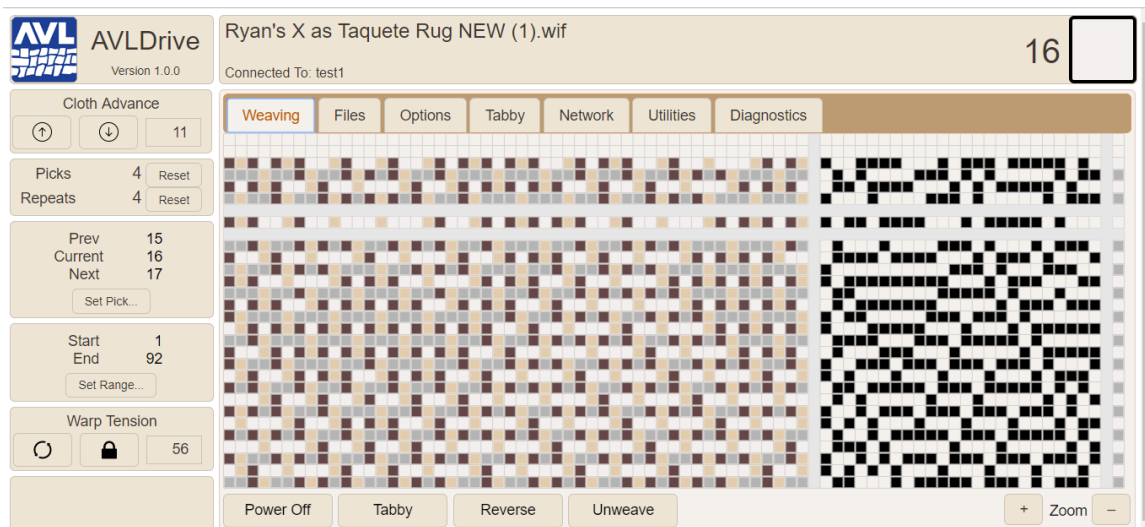 AVL
AVLDrive
Version 1.0.0
Ryan's X as Taquete Rug NEW (1).wif
Connected To: test1
16
Cloth Advance
11
Picks 4 Reset
Repeats 4 Reset
Prev 15
Current 16
Next 17
Set Pick...
Start 1
End 92
Set Range...
Warp Tension
56
Weaving Files Options Tabby Network Utilities Diagnostics
Power Off Tabby Reverse Unweave + Zoom −